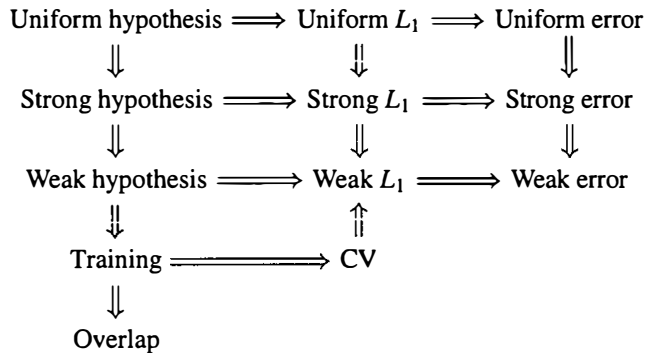 Uniform hypothesis ⟹ Uniform L₁ ⟹ Uniform error
⇓ ⇓ ⇓
Strong hypothesis ⟹ Strong L₁ ⟹ Strong error
⇓ ⇓ ⇓
Weak hypothesis ⟹ Weak L₁ ⟹ Weak error
⇓ ⇑
Training ⟹ CV
⇓
Overlap